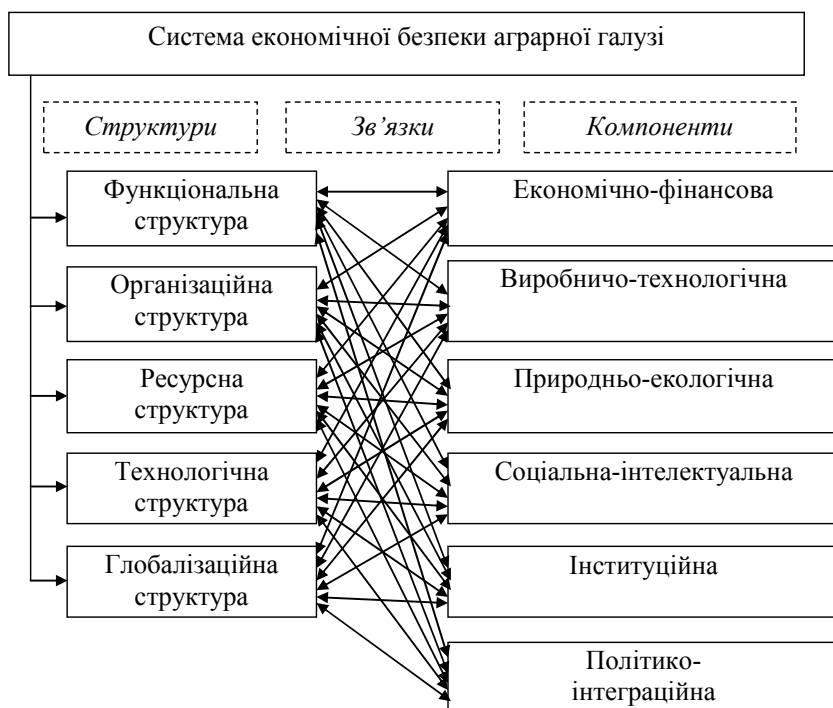 Система економічної безпеки аграрної галузі
Структури
Зв’язки
Компоненти
Функціональна
структура
Економічно-фінансова
Організаційна
структура
Виробничо-технологічна
Ресурсна
структура
Природньо-екологічна
Технологічна
структура
Соціальна-інтелектуальна
Глобалізаційна
структура
Інституційна
Політико-
інтеграційна